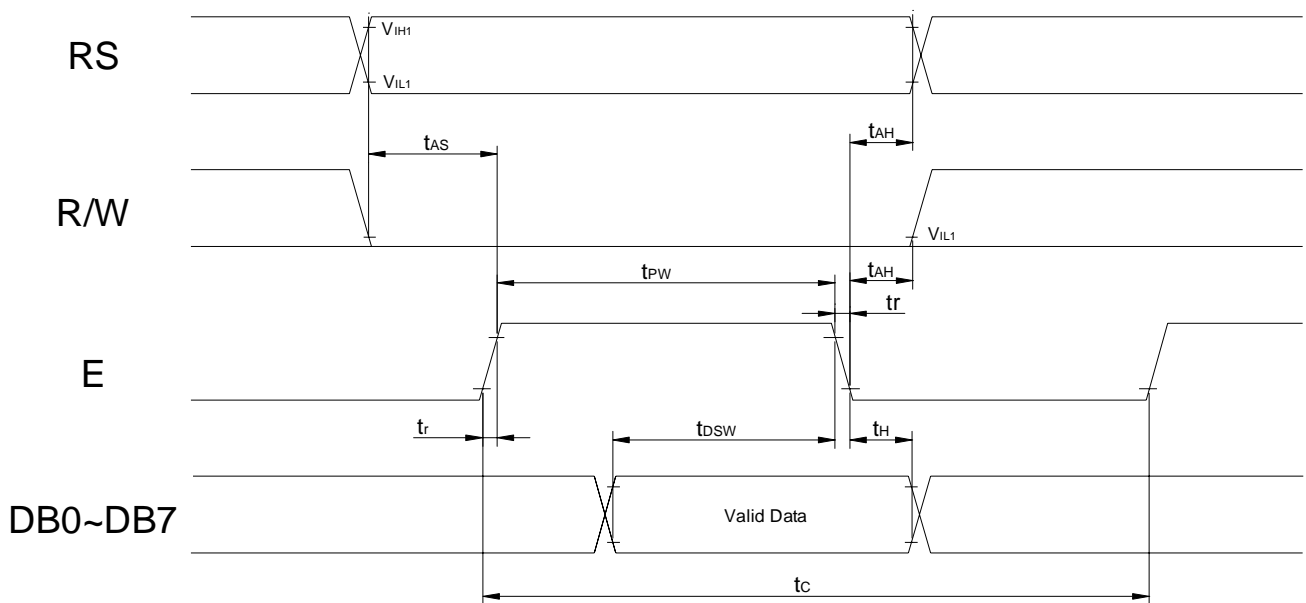 RS
VIH1
VIL1
tAS
tAH
R/W
VIL1
tPW
tAH
tr
E
tr
tDSW
tH
DB0~DB7
Valid Data
tC